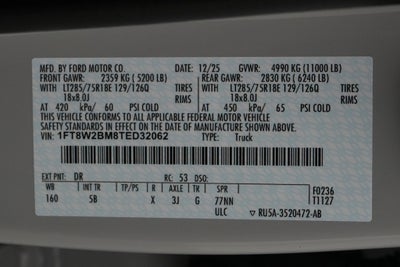 MFD. BY FORD MOTOR CO. 12/25 GVWR: 4990 KG (11000 LB)
FRONT GAWR: 2359 KG ( 5200 LB) REAR GAWR: 2830 KG ( 6240 LB)
WITH LT285/75R18E 129/126Q TIRES WITH LT285/75R18E 129/126Q TIRES
18x8.0J RIMS 18x8.0J RIMS
AT 420 kPa/ 60 PSI COLD AT 450 kPa/ 65 PSI COLD
THIS VEHICLE CONFORMS TO ALL APPLICABLE FEDERAL MOTOR VEHICLE
SAFETY STANDARDS IN EFFECT ON THE DATE OF MANUFACTURE SHOWN ABOVE.
VIN: 1FT8W2BM8TED32062 TYPE: Truck
EXT PNT: DR RC: 53 DSO:
WB INT TR TP/PS R AXLE TR SPR F0236
160 5B X 3J G 77NN T1127
ULC RU5A-3520472-AB